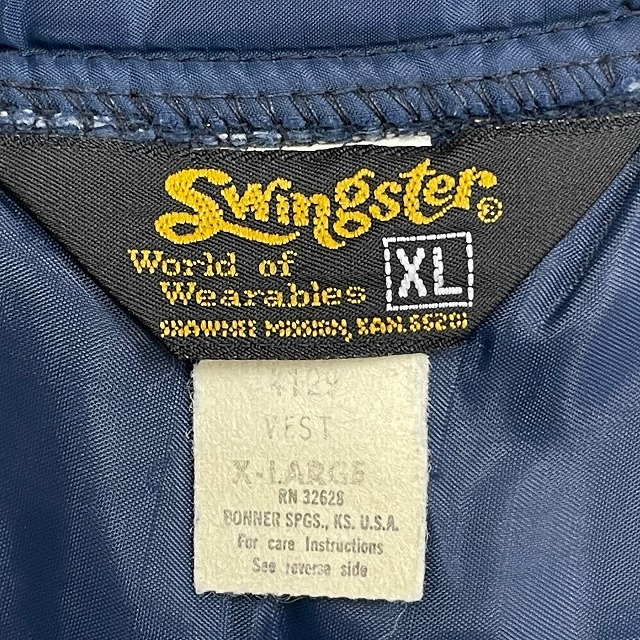 Swingster®
World of
Wearables
XL
SHAWNEE MISSION, KAN. 66201
4129
VEST
X-LARGE
RN 32628
BONNER SPGS., KS. U.S.A.
For care Instructions
See reverse side